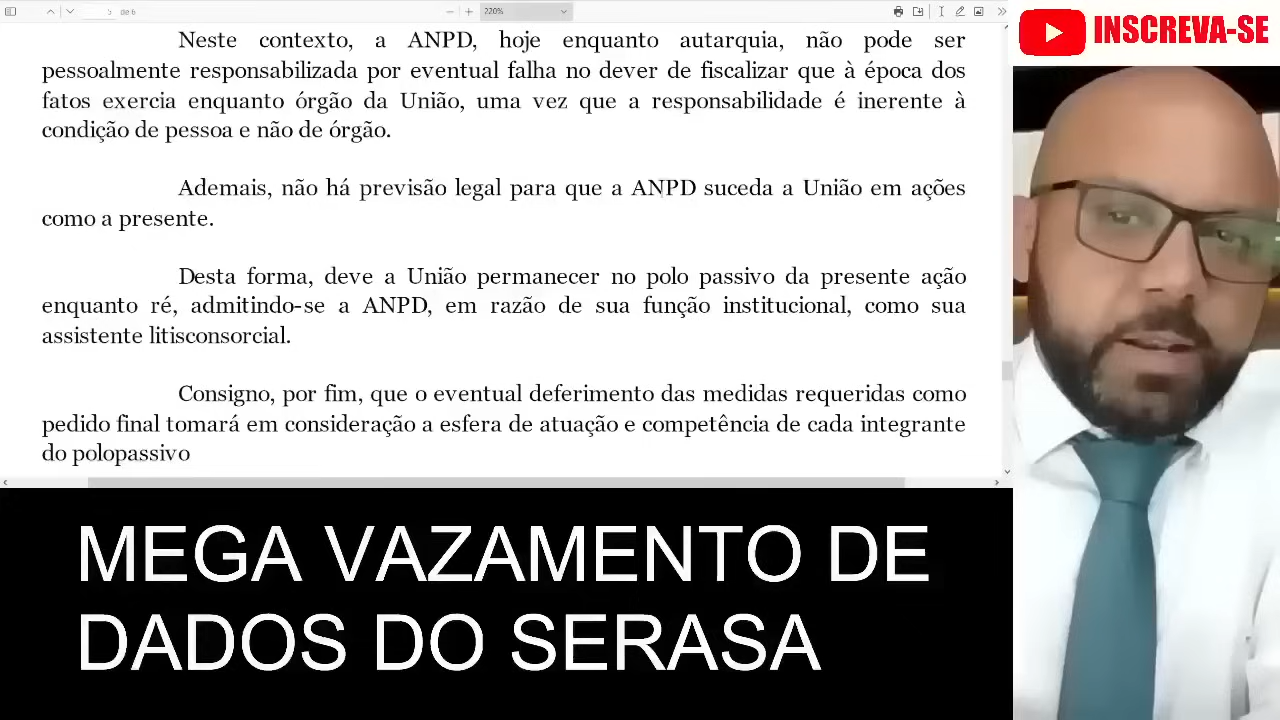 5 de 6
220%
INSCREVA-SE
Neste contexto, a ANPD, hoje enquanto autarquia, não pode ser
pessoalmente responsabilizada por eventual falha no dever de fiscalizar que à época dos
fatos exercia enquanto órgão da União, uma vez que a responsabilidade é inerente à
condição de pessoa e não de órgão.
Ademais, não há previsão legal para que a ANPD suceda a União em ações
como a presente.
Desta forma, deve a União permanecer no polo passivo da presente ação
enquanto ré, admitindo-se a ANPD, em razão de sua função institucional, como sua
assistente litisconsorcial.
Consigno, por fim, que o eventual deferimento das medidas requeridas como
pedido final tomará em consideração a esfera de atuação e competência de cada integrante
do polopassivo
MEGA VAZAMENTO DE
DADOS DO SERASA